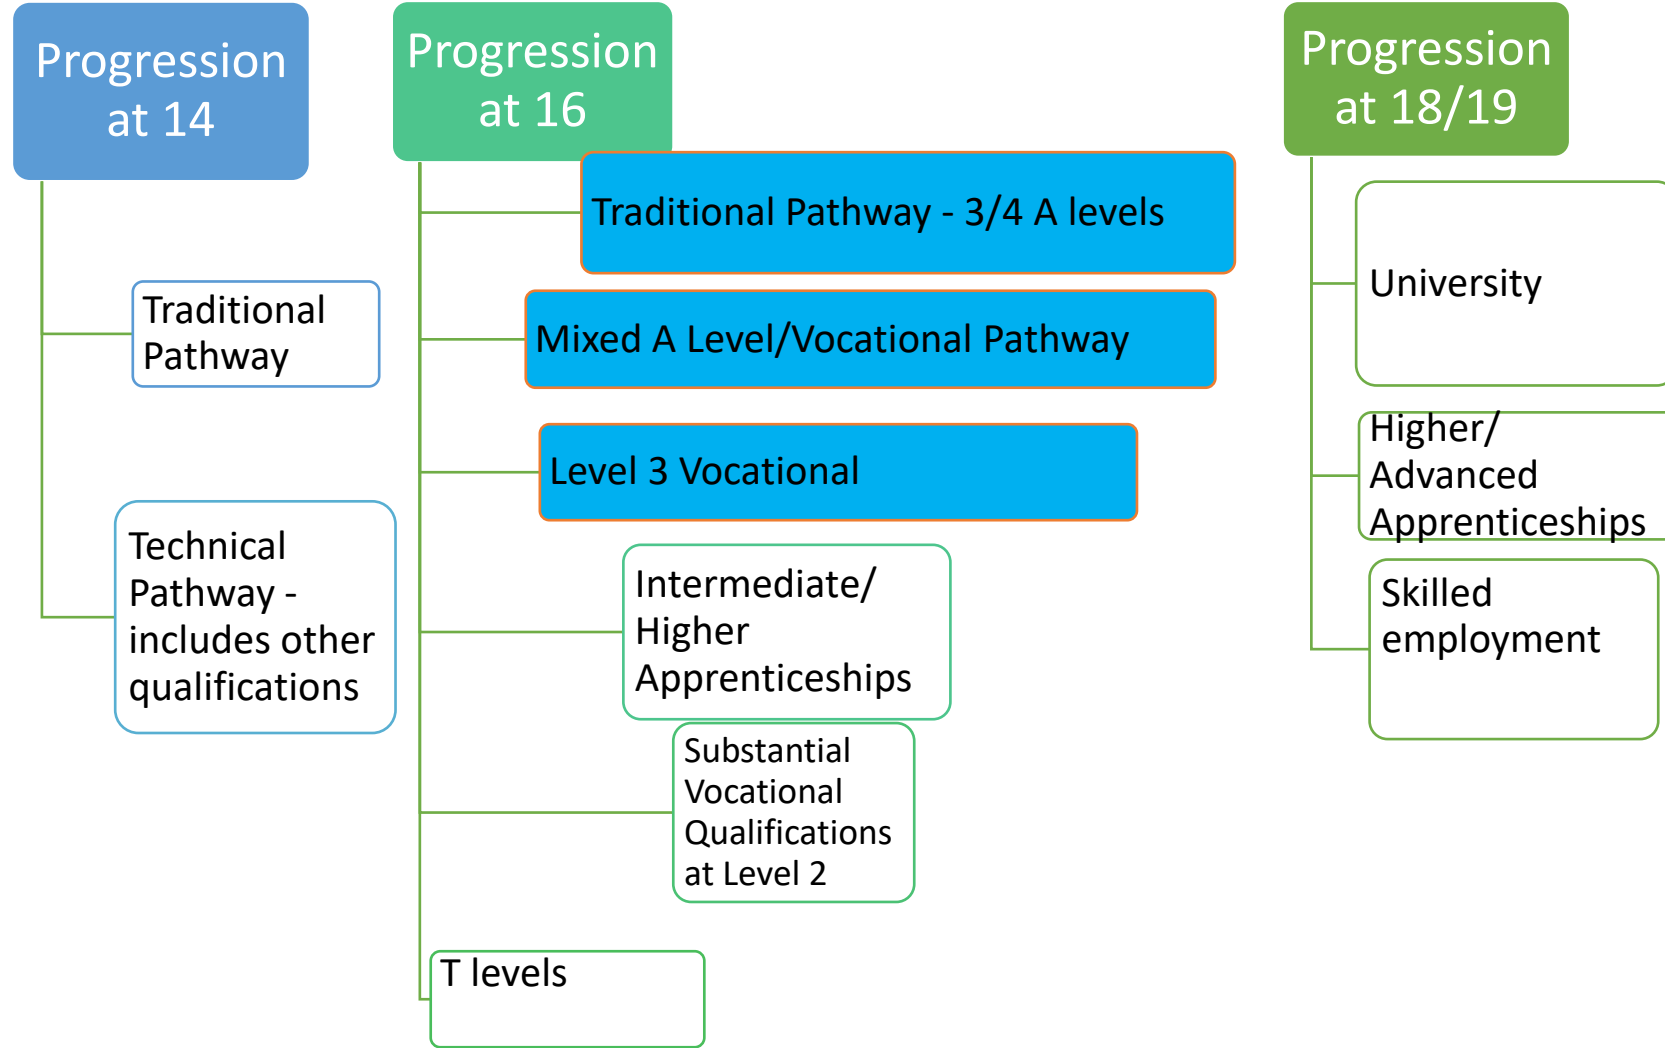 Progression
at 14
Traditional
Pathway
Technical
Pathway -
includes other
qualifications
Progression
at 16
Traditional Pathway - 3/4 A levels
Mixed A Level/Vocational Pathway
Level 3 Vocational
Intermediate/
Higher
Apprenticeships
Substantial
Vocational
Qualifications
at Level 2
T levels
Progression
at 18/19
University
Higher/
Advanced
Apprenticeships
Skilled
employment